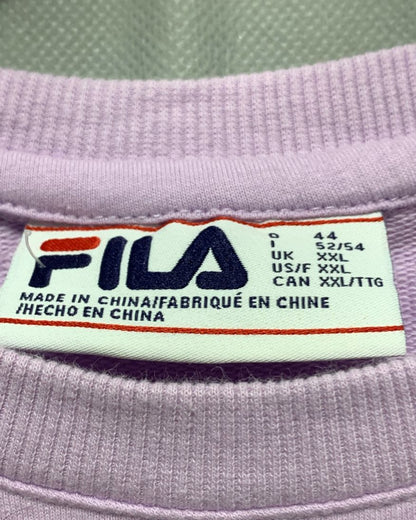 FILA
D 44
I 52/54
UK XXL
US/F XXL
CAN XXL/TTG
MADE IN CHINA/FABRIQUÉ EN CHINE
/HECHO EN CHINA